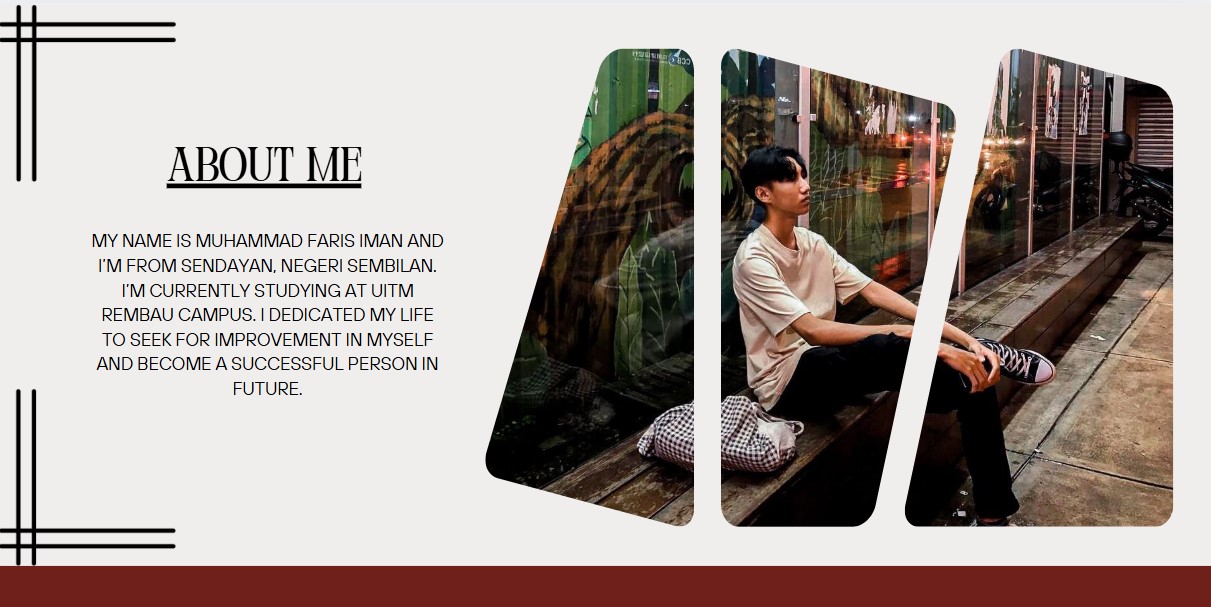 ABOUT ME
MY NAME IS MUHAMMAD FARIS IMAN AND
I'M FROM SENDAYAN, NEGERI SEMBILAN.
I'M CURRENTLY STUDYING AT UITM
REMBAU CAMPUS. I DEDICATED MY LIFE
TO SEEK FOR IMPROVEMENT IN MYSELF
AND BECOME A SUCCESSFUL PERSON IN
FUTURE.